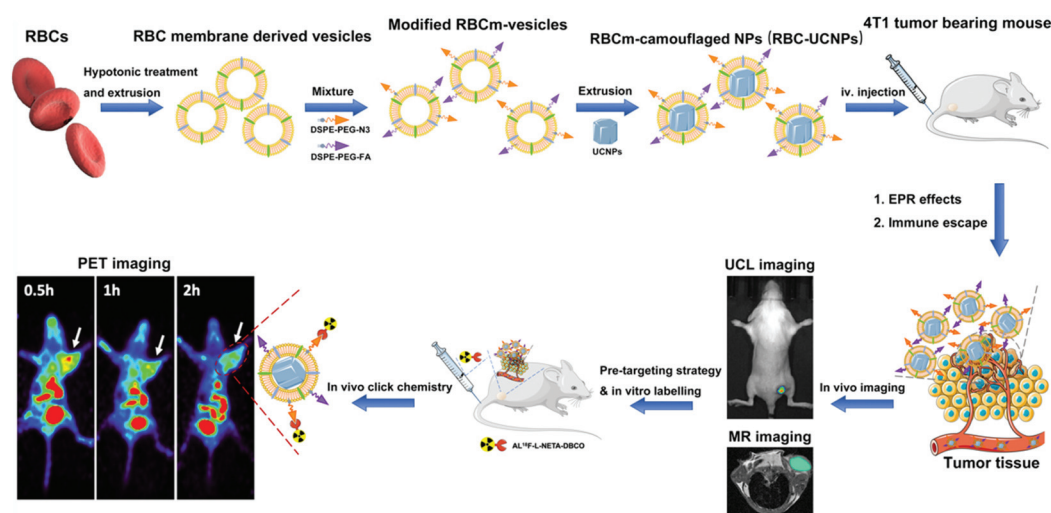 RBCs
Hypotonic treatment
and extrusion
RBC membrane derived vesicles
Mixture
DSPE-PEG-N3
DSPE-PEG-FA
Modified RBCm-vesicles
Extrusion
UCNPs
RBCm-camouflaged NPs (RBC-UCNPs)
iv. injection
4T1 tumor bearing mouse
1. EPR effects
2. Immune escape
Tumor tissue
In vivo imaging
UCL imaging
MR imaging
Pre-targeting strategy
& in vitro labelling
AL¹⁸F-L-NETA-DBCO
In vivo click chemistry
PET imaging
0.5h
1h
2h